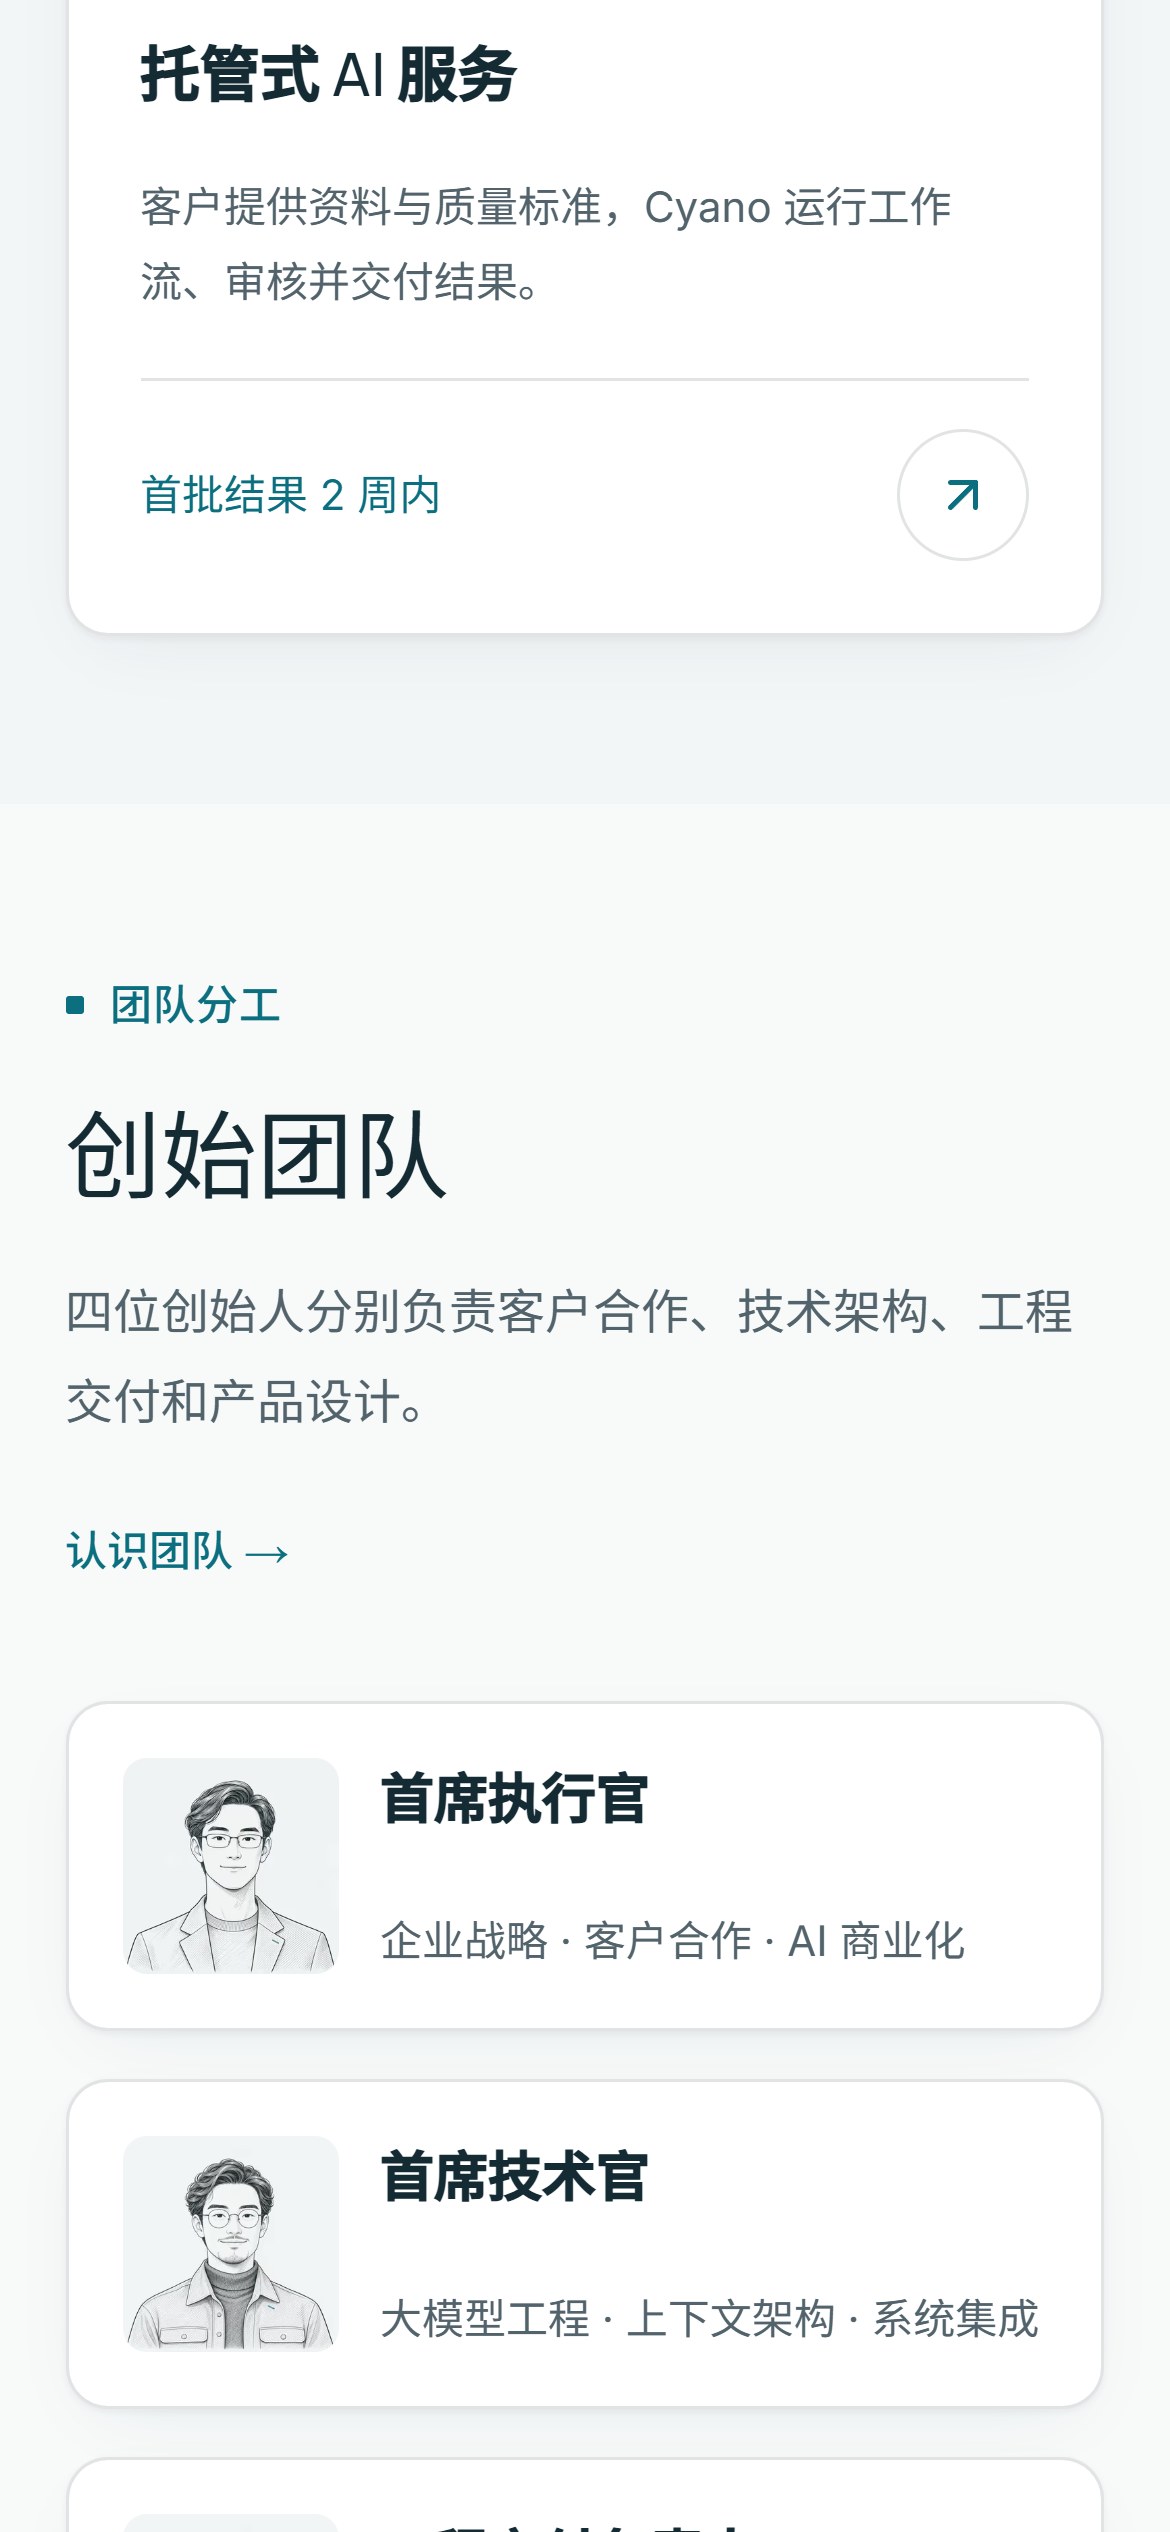 托管式 AI 服务
客户提供资料与质量标准，Cyano 运行工作
流、审核并交付结果。
首批结果 2 周内
团队分工
创始团队
四位创始人分别负责客户合作、技术架构、工程
交付和产品设计。
认识团队 →
首席执行官
企业战略 · 客户合作 · AI 商业化
首席技术官
大模型工程 · 上下文架构 · 系统集成